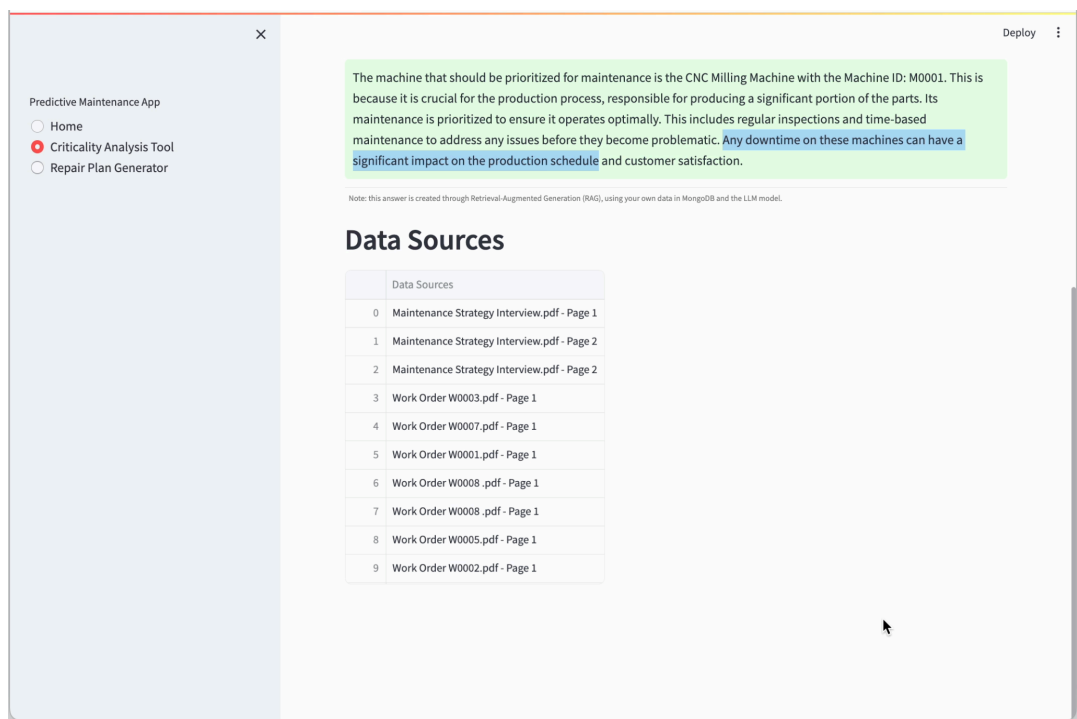 Deploy
Predictive Maintenance App
Home
Criticality Analysis Tool
Repair Plan Generator
The machine that should be prioritized for maintenance is the CNC Milling Machine with the Machine ID: M0001. This is
because it is crucial for the production process, responsible for producing a significant portion of the parts. Its
maintenance is prioritized to ensure it operates optimally. This includes regular inspections and time-based
maintenance to address any issues before they become problematic. Any downtime on these machines can have a
significant impact on the production schedule and customer satisfaction.
Note: this answer is created through Retrieval-Augmented Generation (RAG), using your own data in MongoDB and the LLM model.
Data Sources
Data Sources
0 Maintenance Strategy Interview.pdf - Page 1
1 Maintenance Strategy Interview.pdf - Page 2
2 Maintenance Strategy Interview.pdf - Page 2
3 Work Order W0003.pdf - Page 1
4 Work Order W0007.pdf - Page 1
5 Work Order W0001.pdf - Page 1
6 Work Order W0008 .pdf - Page 1
7 Work Order W0008 .pdf - Page 1
8 Work Order W0005.pdf - Page 1
9 Work Order W0002.pdf - Page 1